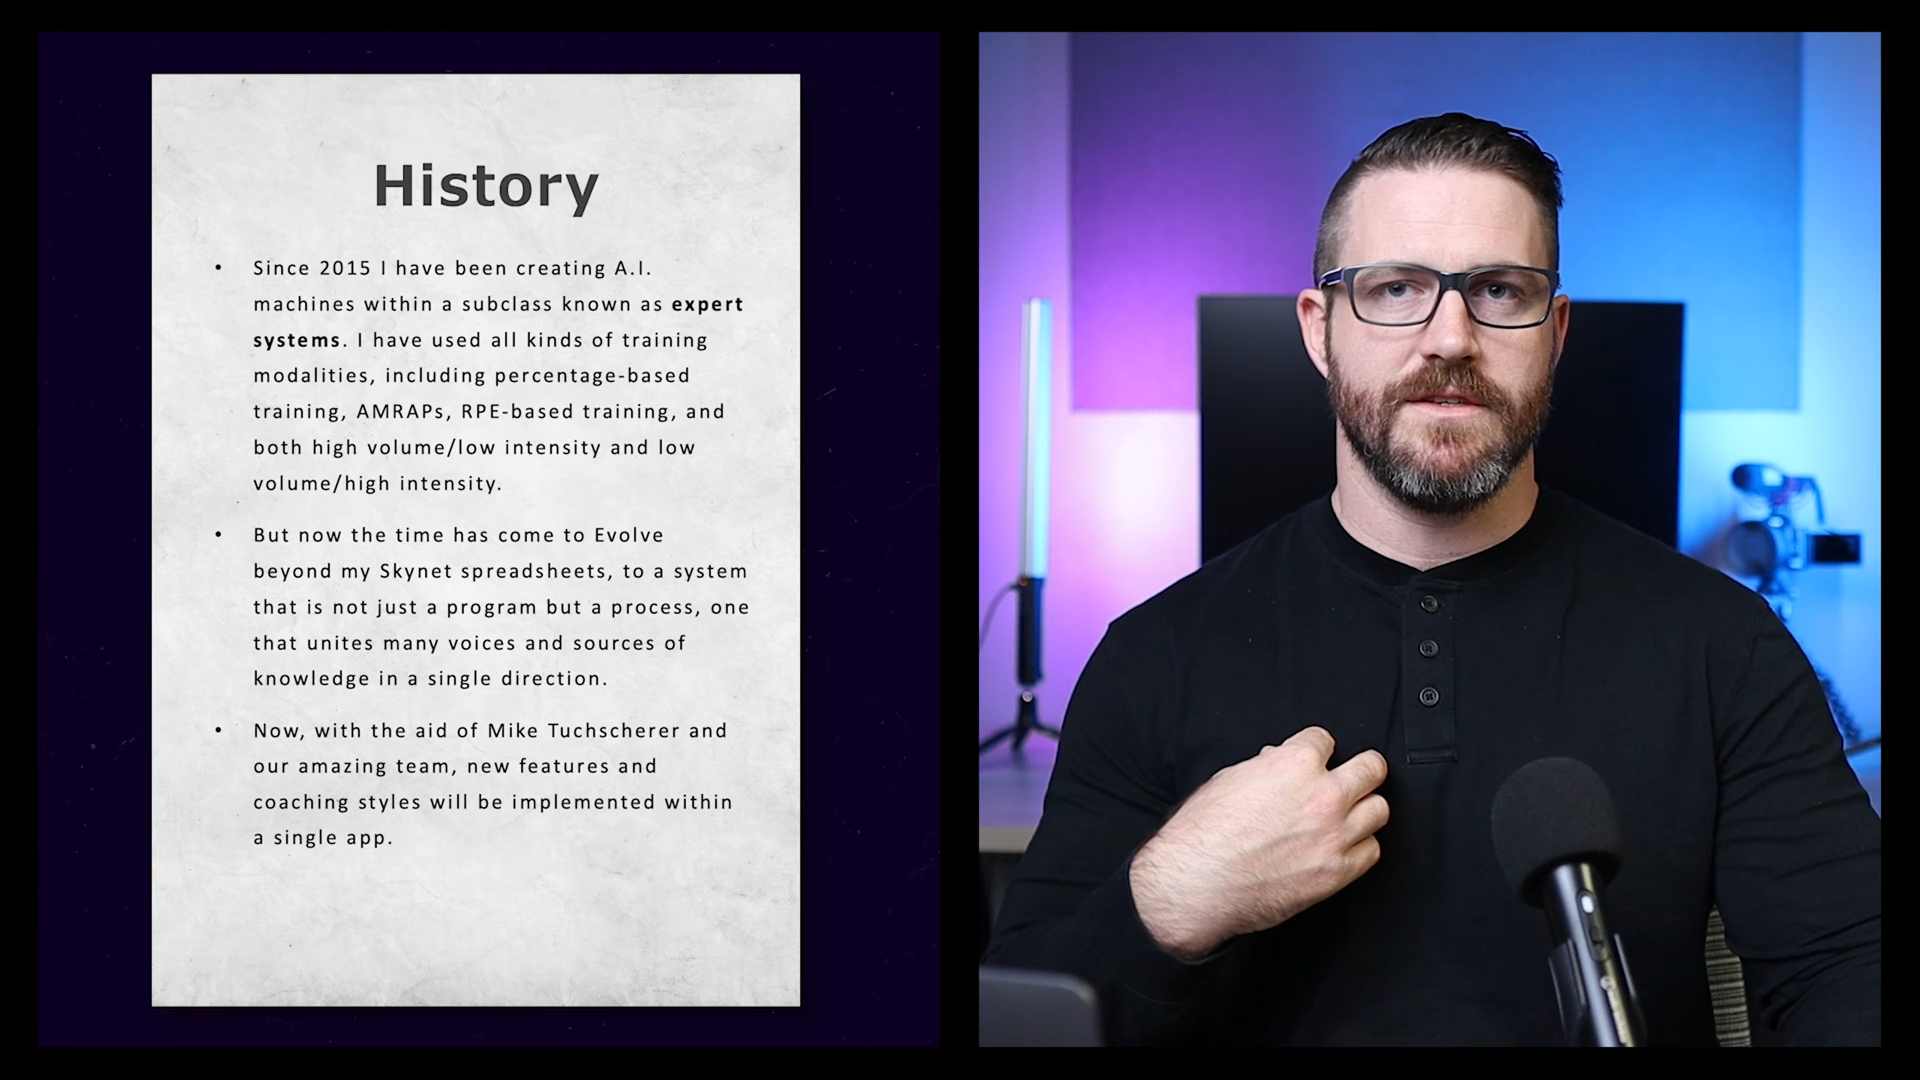 History
• Since 2015 I have been creating A.I.
machines within a subclass known as expert
systems. I have used all kinds of training
modalities, including percentage-based
training, AMRAPs, RPE-based training, and
both high volume/low intensity and low
volume/high intensity.
• But now the time has come to Evolve
beyond my Skynet spreadsheets, to a system
that is not just a program but a process, one
that unites many voices and sources of
knowledge in a single direction.
• Now, with the aid of Mike Tuchscherer and
our amazing team, new features and
coaching styles will be implemented within
a single app.